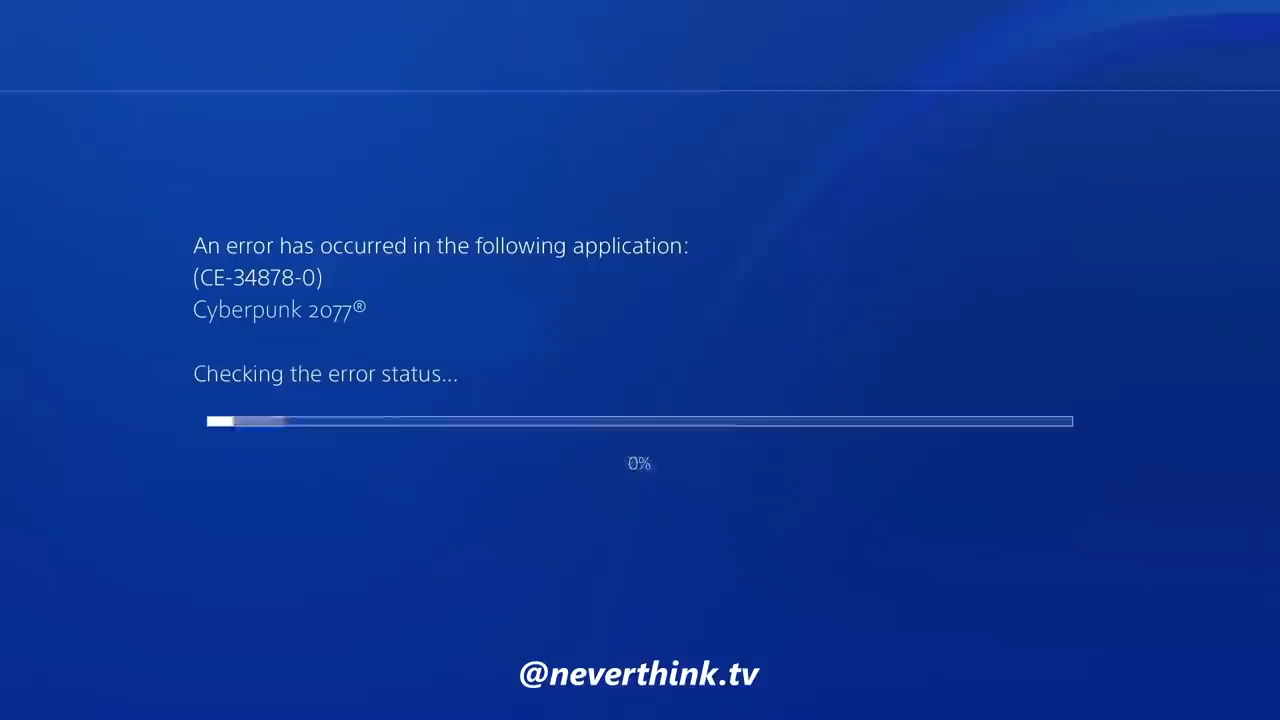 An error has occurred in the following application:
(CE-34878-0)
Cyberpunk 2077®
Checking the error status...
0%
@neverthink.tv